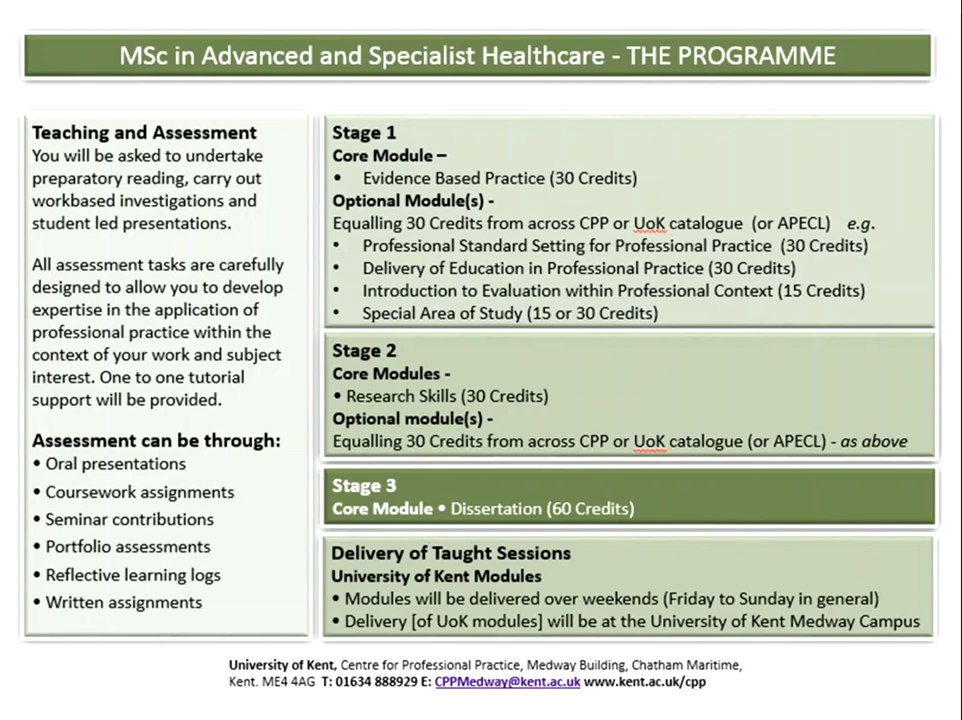 MSc in Advanced and Specialist Healthcare - THE PROGRAMME
Teaching and Assessment
You will be asked to undertake
preparatory reading, carry out
workbased investigations and
student led presentations.
All assessment tasks are carefully
designed to allow you to develop
expertise in the application of
professional practice within the
context of your work and subject
interest. One to one tutorial
support will be provided.
Assessment can be through:
• Oral presentations
• Coursework assignments
• Seminar contributions
• Portfolio assessments
• Reflective learning logs
• Written assignments
Stage 1
Core Module –
• Evidence Based Practice (30 Credits)
Optional Module(s) -
Equalling 30 Credits from across CPP or UoK catalogue (or APECL) e.g.
• Professional Standard Setting for Professional Practice (30 Credits)
• Delivery of Education in Professional Practice (30 Credits)
• Introduction to Evaluation within Professional Context (15 Credits)
• Special Area of Study (15 or 30 Credits)
Stage 2
Core Modules -
• Research Skills (30 Credits)
Optional module(s) -
Equalling 30 Credits from across CPP or UoK catalogue (or APECL) - as above
Stage 3
Core Module • Dissertation (60 Credits)
Delivery of Taught Sessions
University of Kent Modules
• Modules will be delivered over weekends (Friday to Sunday in general)
• Delivery [of UoK modules] will be at the University of Kent Medway Campus
University of Kent, Centre for Professional Practice, Medway Building, Chatham Maritime,
Kent. ME4 4AG T: 01634 888929 E: CPPMedway@kent.ac.uk www.kent.ac.uk/cpp